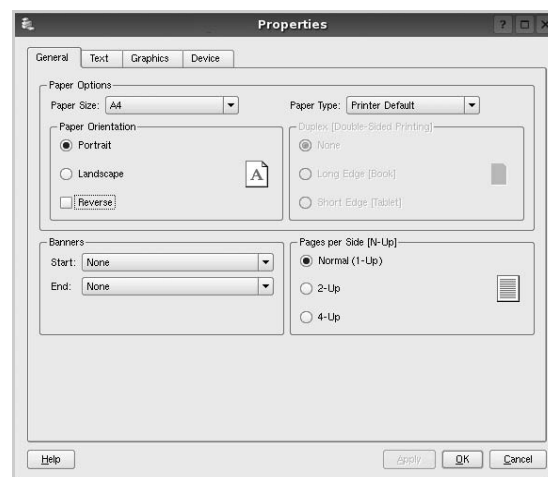 Properties
General Text Graphics Device
Paper Options
Paper Size: A4
Paper Type: Printer Default
Paper Orientation
Portrait
Landscape
A
Reverse
Duplex [Double-Sided Printing]
None
Long Edge [Book]
Short Edge [Tablet]
Banners
Start: None
End: None
Pages per Side [N-Up]
Normal (1-Up)
2-Up
4-Up
Help
Apply
OK
Cancel